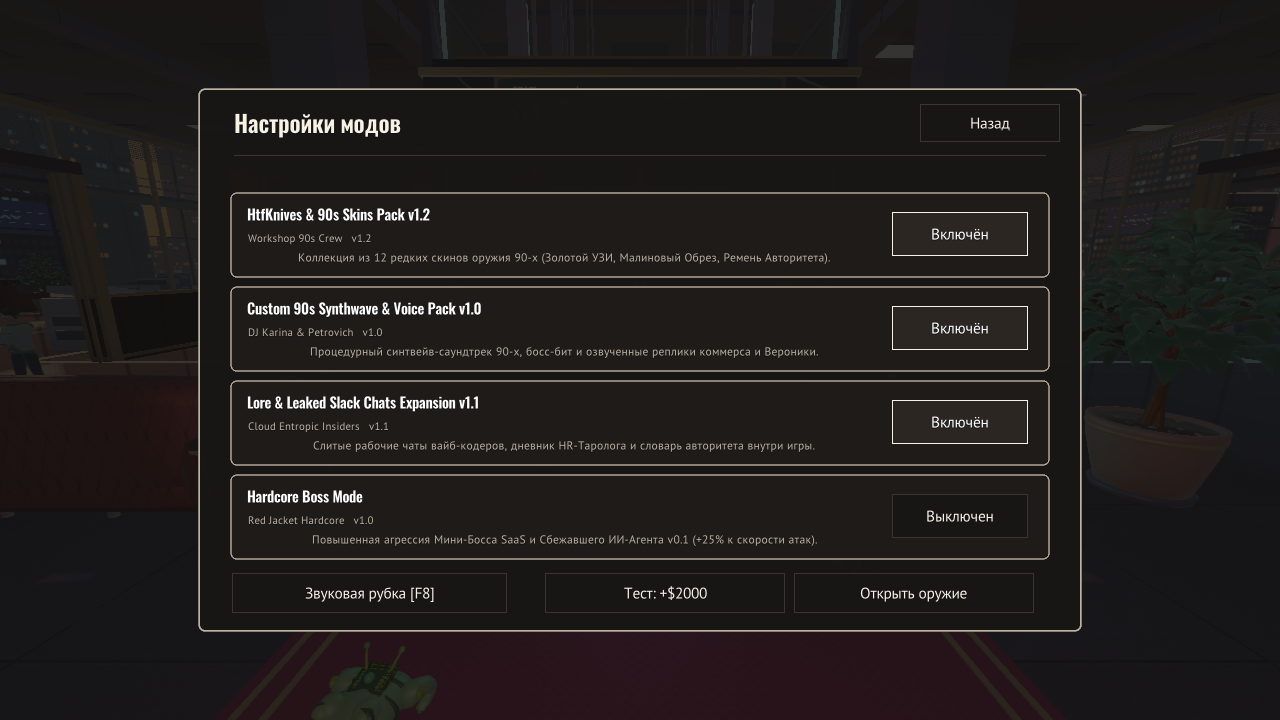 Настройки модов
Назад
HtfKnives & 90s Skins Pack v1.2
Workshop 90s Crew v1.2
Коллекция из 12 редких скинов оружия 90-х (Золотой УЗИ, Малиновый Обрез, Ремень Авторитета).
Включён
Custom 90s Synthwave & Voice Pack v1.0
DJ Karina & Petrovich v1.0
Процедурный синтвейв-саундтрек 90-х, босс-бит и озвученные реплики коммерса и Вероники.
Включён
Lore & Leaked Slack Chats Expansion v1.1
Cloud Entropic Insiders v1.1
Слитые рабочие чаты вайб-кодеров, дневник HR-Таролога и словарь авторитета внутри игры.
Включён
Hardcore Boss Mode
Red Jacket Hardcore v1.0
Повышенная агрессия Мини-Босса SaaS и Сбежавшего ИИ-Агента v0.1 (+25% к скорости атак).
Выключен
Звуковая рубка [F8]
Тест: +$2000
Открыть оружие